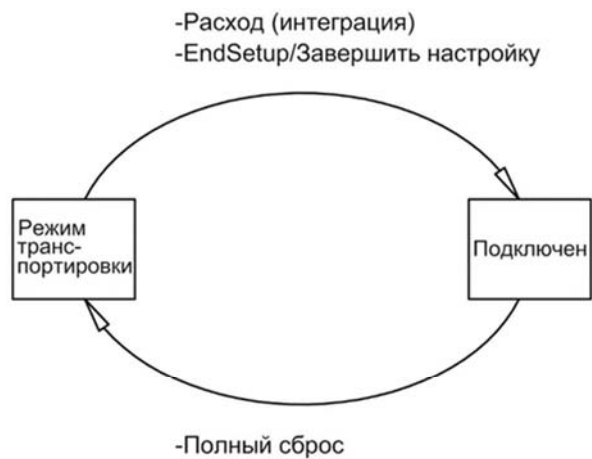 -Расход (интеграция)
-EndSetup/Завершить настройку
Режим
транс-
портировки
Подключен
-Полный сброс